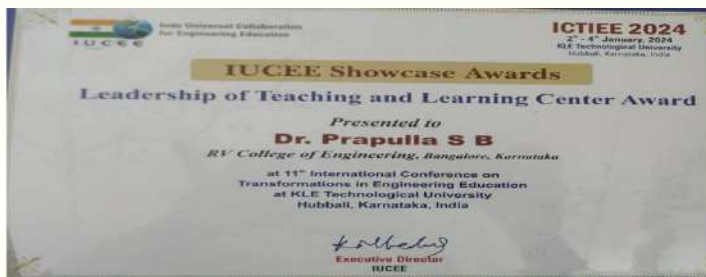 IUCEE
Indo Universal Collaboration
for Engineering Education
ICTIEE 2024
2nd - 4th January, 2024
KLE Technological University
Hubballi, Karnataka, India
IUCEE Showcase Awards
Leadership of Teaching and Learning Center Award
Presented to
Dr. Prapulla S B
RV College of Engineering, Bangalore, Karnataka
at 11th International Conference on
Transformations in Engineering Education
at KLE Technological University
Hubbali, Karnataka, India
Executive Director
IUCEE